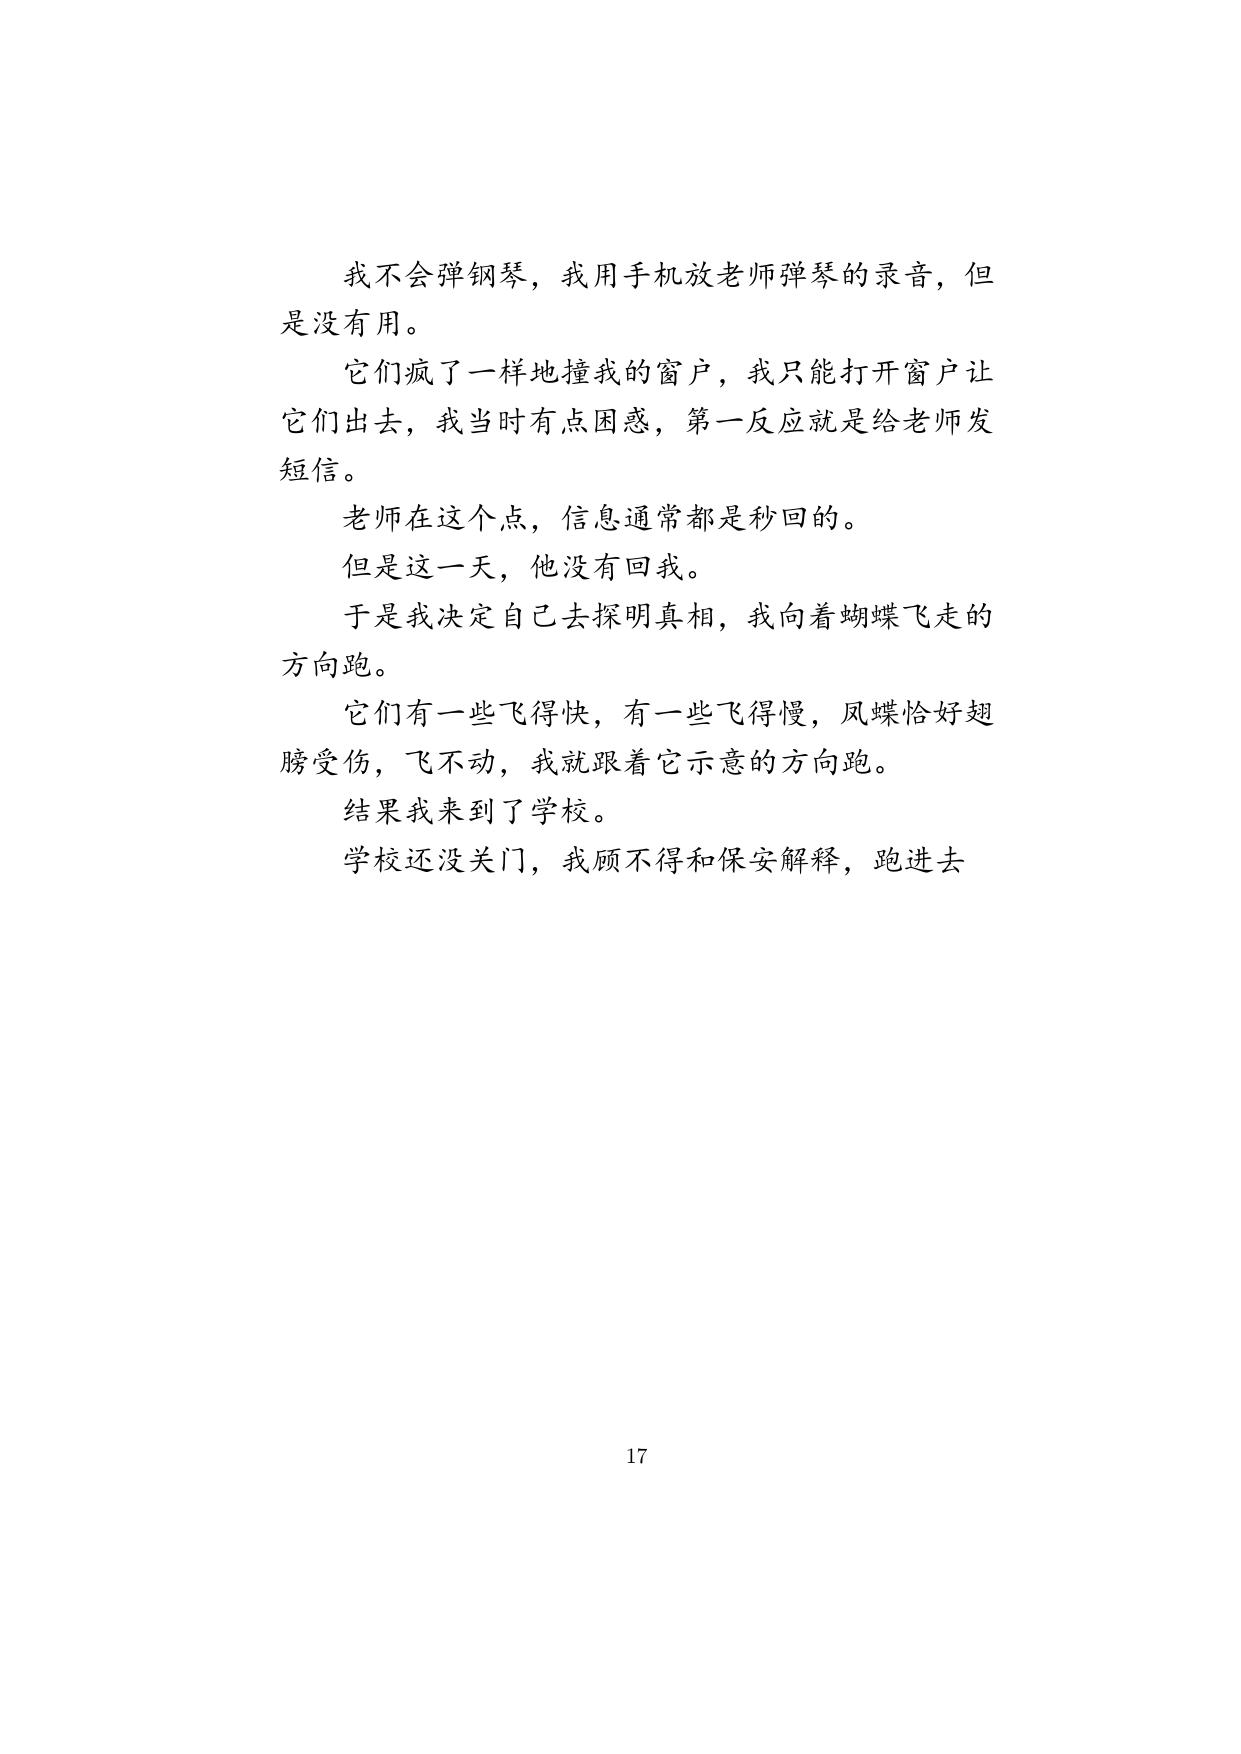 我不会弹钢琴，我用手机放老师弹琴的录音，但
是没有用。
它们疯了一样地撞我的窗户，我只能打开窗户让
它们出去，我当时有点困惑，第一反应就是给老师发
短信。
老师在这个点，信息通常都是秒回的。
但是这一天，他没有回我。
于是我决定自己去探明真相，我向着蝴蝶飞走的
方向跑。
它们有一些飞得快，有一些飞得慢，凤蝶恰好翅
膀受伤，飞不动，我就跟着它示意的方向跑。
结果我来到了学校。
学校还没关门，我顾不得和保安解释，跑进去
17